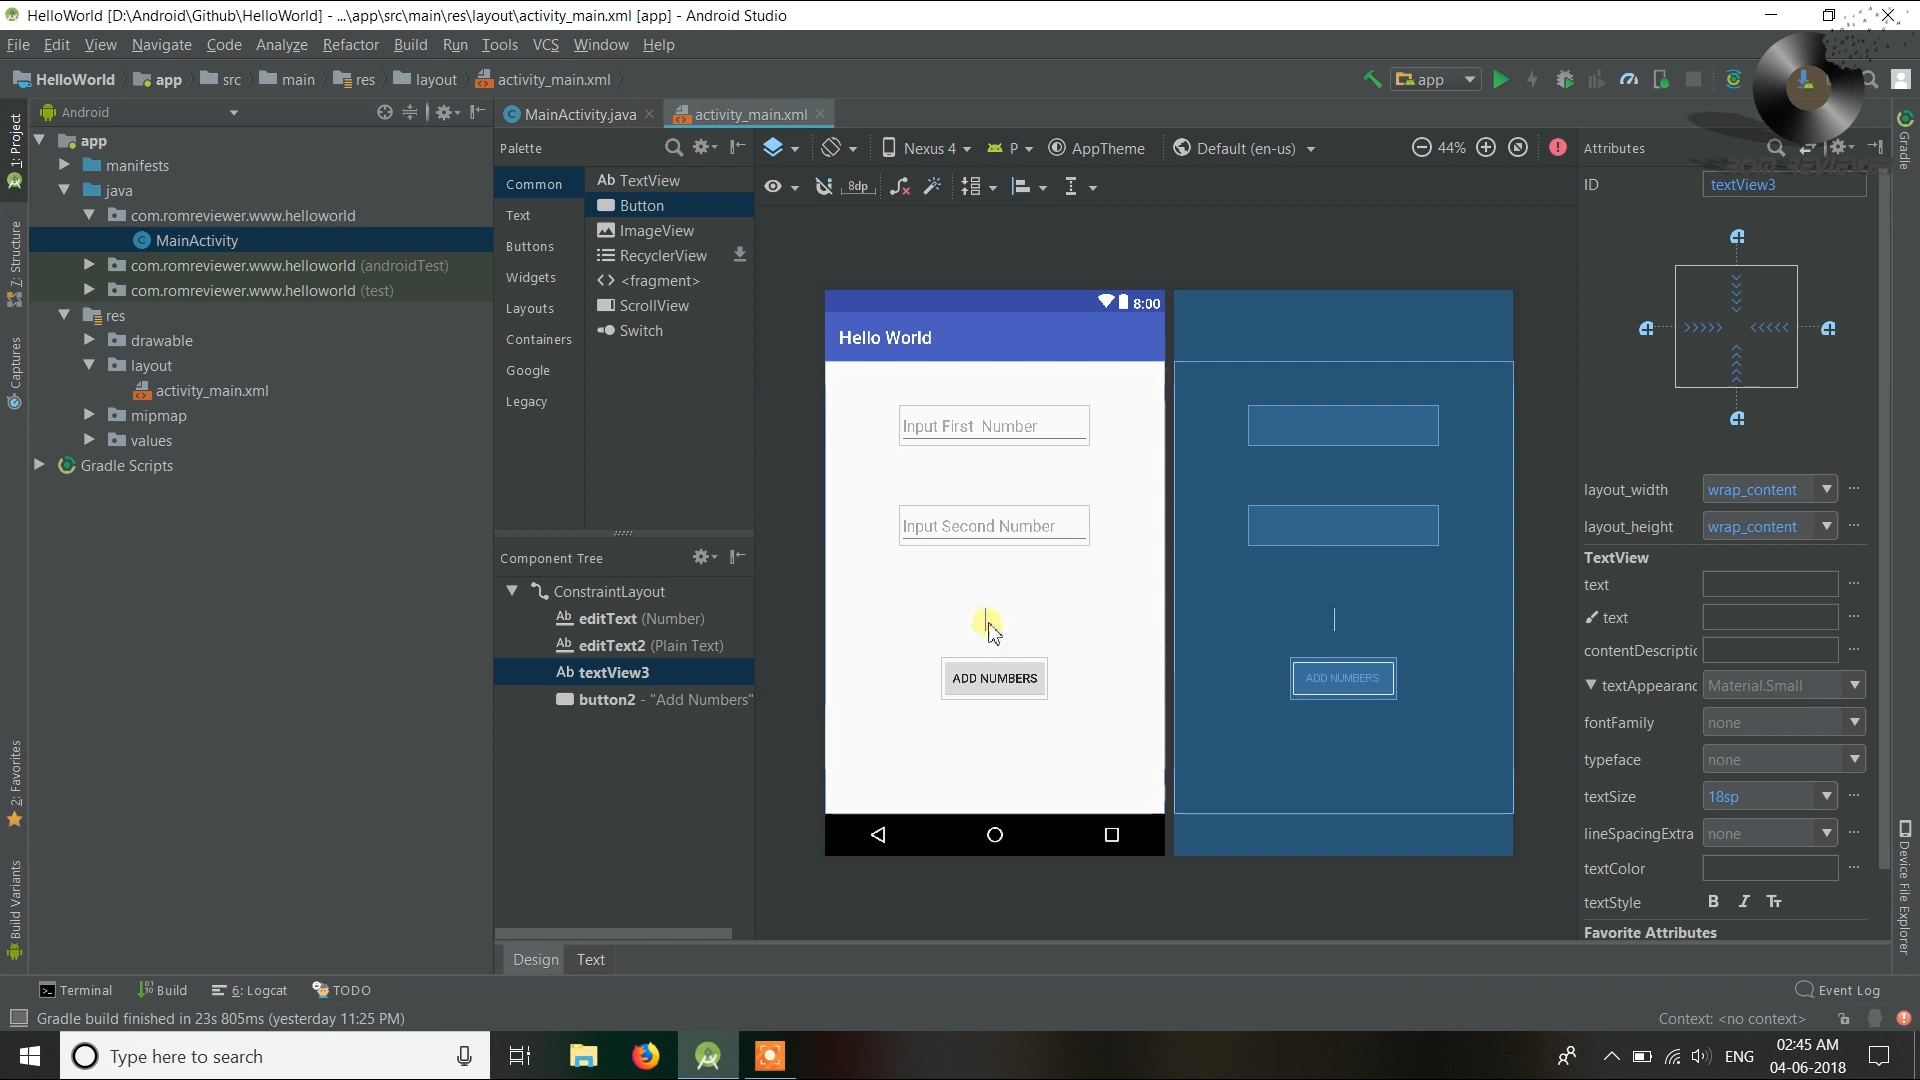 HelloWorld [D:\Android\Github\HelloWorld] - ...\app\src\main\res\layout\activity_main.xml [app] - Android Studio
File Edit View Navigate Code Analyze Refactor Build Run Tools VCS Window Help
HelloWorld app src main res layout activity_main.xml
app
1: Project
7: Structure
Captures
2: Favorites
Build Variants
Android
app
manifests
java
com.romreviewer.www.helloworld
MainActivity
com.romreviewer.www.helloworld (androidTest)
com.romreviewer.www.helloworld (test)
res
drawable
layout
activity_main.xml
mipmap
values
Gradle Scripts
MainActivity.java activity_main.xml
Palette
Common
Text
Buttons
Widgets
Layouts
Containers
Google
Legacy
Ab TextView
Button
ImageView
RecyclerView
<> <fragment>
ScrollView
Switch
Component Tree
ConstraintLayout
Ab editText (Number)
Ab editText2 (Plain Text)
Ab textView3
button2 - "Add Numbers"
Nexus 4 P AppTheme Default (en-us) 44%
8dp
8:00
Hello World
Input First Number
Input Second Number
ADD NUMBERS
ADD NUMBERS
Design Text
Attributes
ROM REVIEWER
ID textView3
layout_width wrap_content
layout_height wrap_content
TextView
text
text
contentDescriptic
textAppearanc Material.Small
fontFamily none
typeface none
textSize 18sp
lineSpacingExtra none
textColor
textStyle B I Tт
Favorite Attributes
Gradle
Device File Explorer
Terminal Build 6: Logcat TODO Event Log
Gradle build finished in 23s 805ms (yesterday 11:25 PM) Context: <no context>
Type here to search
ENG
02:45 AM
04-06-2018